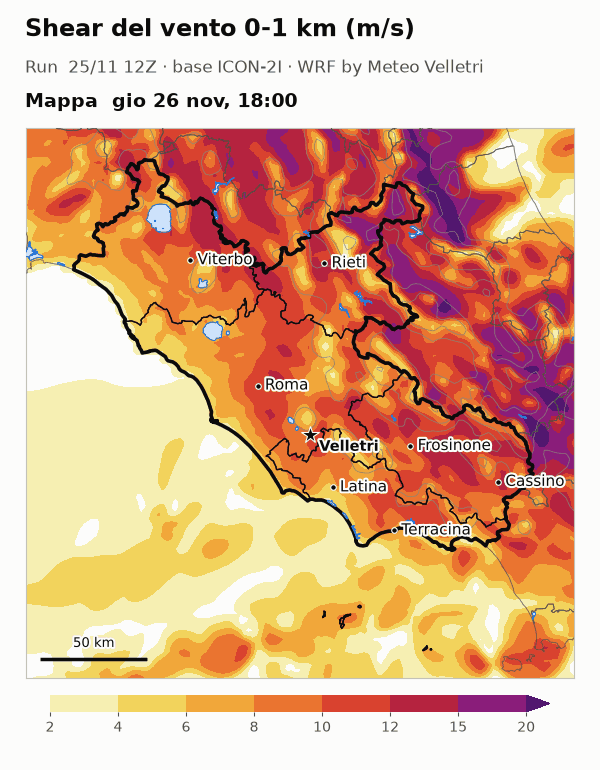 Shear del vento 0-1 km (m/s)
Run  25/11 12Z · base ICON-2I · WRF by Meteo Velletri
Mappa  gio 26 nov, 18:00
Viterbo
Rieti
Roma
Velletri
Frosinone
Latina
Cassino
Terracina
50 km
2 4 6 8 10 12 15 20